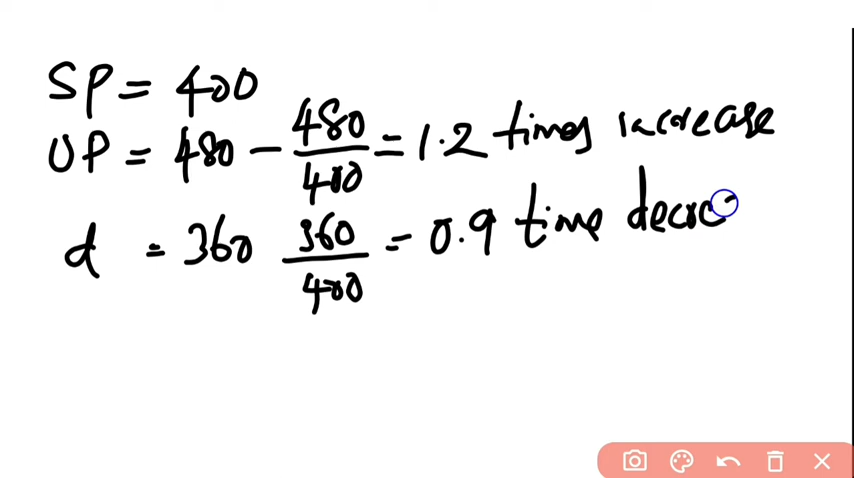 SP = 400
UP = 480 - 480/400 = 1.2 times increase
d = 360 360/400 = 0.9 time decre